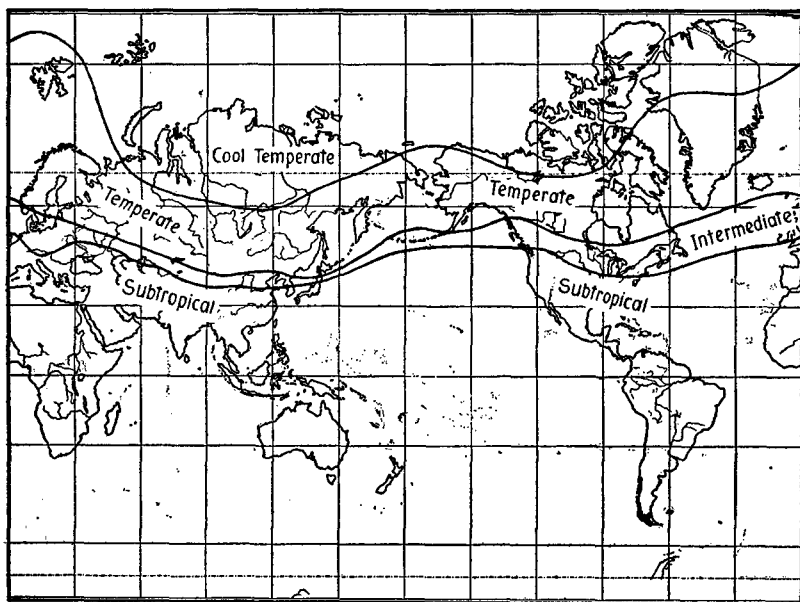 Cool Temperate
Temperate
Temperate
Intermediate
Subtropical
Subtropical